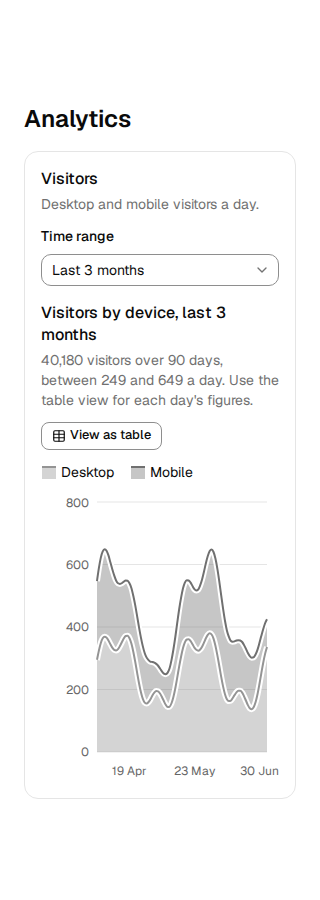 Analytics
Visitors
Desktop and mobile visitors a day.
Time range
Last 3 months
Visitors by device, last 3
months
40,180 visitors over 90 days,
between 249 and 649 a day. Use the
table view for each day's figures.
View as table
Desktop Mobile
800
600
400
200
0
19 Apr 23 May 30 Jun